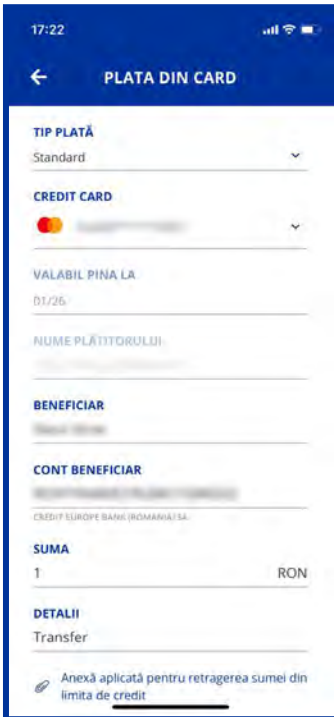 17:22
PLATA DIN CARD
TIP PLATĂ
Standard
CREDIT CARD
VALABIL PINA LA
01/26
NUME PLĂTITORULUI
BENEFICIAR
CONT BENEFICIAR
CREDIT EUROPE BANK (ROMANIA) SA
SUMA
1 RON
DETALII
Transfer
Anexă aplicată pentru retragerea sumei din
limita de credit